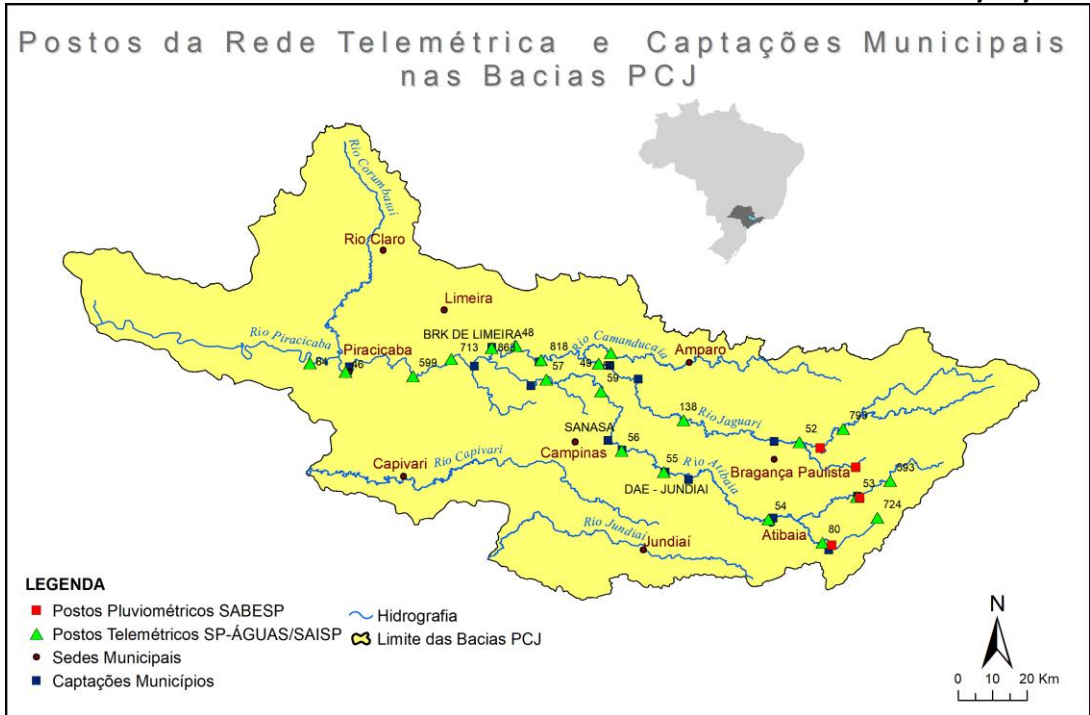 Postos da Rede Telemétrica e Captações Municipais
nas Bacias PCJ
Rio Corumbataí
Rio Claro
Limeira
BRK DE LIMEIRA
48
Rio Camanducaia
Rio Piracicaba
Piracicaba
713
868
818
Amparo
84
46
599
57
49
59
138
Rio Jaguari
52
799
SANASA
Campinas
56
Capivari
Rio Capivari
55
Rio Atibaia
Bragança Paulista
DAE - JUNDIAI
593
53
54
724
Rio Jundiaí
Jundiaí
Atibaia
80
LEGENDA
Postos Pluviométricos SABESP
Postos Telemétricos SP-ÁGUAS/SAISP
Sedes Municipais
Captações Municípios
Hidrografia
Limite das Bacias PCJ
N
0 10 20 Km